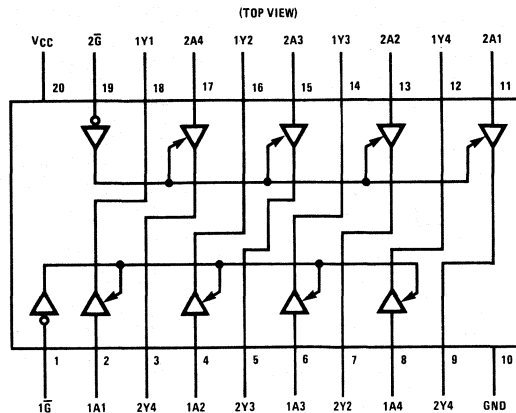 (TOP VIEW)
VCC 2G̅ 1Y1 2A4 1Y2 2A3 1Y3 2A2 1Y4 2A1
20 19 18 17 16 15 14 13 12 11
1 2 3 4 5 6 7 8 9 10
1G̅ 1A1 2Y4 1A2 2Y3 1A3 2Y2 1A4 2Y4 GND